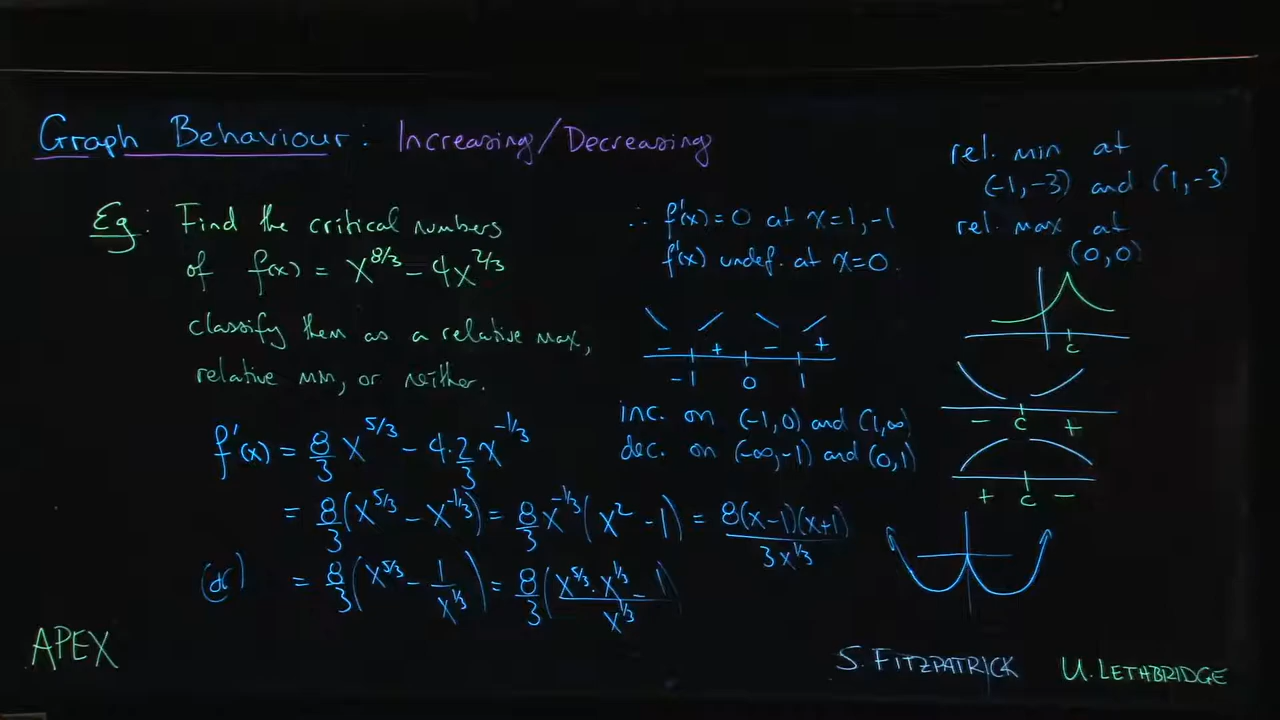 Graph Behaviour: Increasing/Decreasing
Eg: Find the critical numbers
of f(x) = x^{8/3} - 4x^{2/3}
classify them as a relative max,
relative min, or neither.
f'(x) = 8/3 x^{5/3} - 4·2/3 x^{-1/3}
= 8/3 (x^{5/3} - x^{-1/3}) = 8/3 x^{-1/3} (x² - 1) = 8(x-1)(x+1)/3x^{1/3}
(or) = 8/3 (x^{5/3} - 1/x^{1/3}) = 8/3 (x^{5/3}·x^{1/3} - 1/x^{1/3})
∴ f'(x) = 0 at x = 1, -1
f'(x) undef. at x = 0.
- + - +
-1 0 1
inc. on (-1, 0) and (1, ∞)
dec. on (-∞, -1) and (0, 1)
rel. min at
(-1, -3) and (1, -3)
rel. max at
(0, 0)
c
- c +
+ c -
APEX
S. FITZPATRICK U. LETHBRIDGE